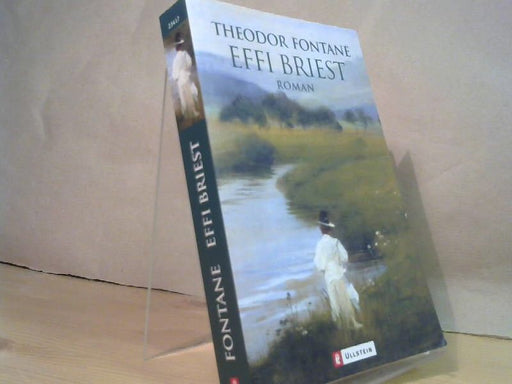 THEODOR FONTANE
EFFI BRIEST
ROMAN
FONTANE EFFI BRIEST
ULLSTEIN